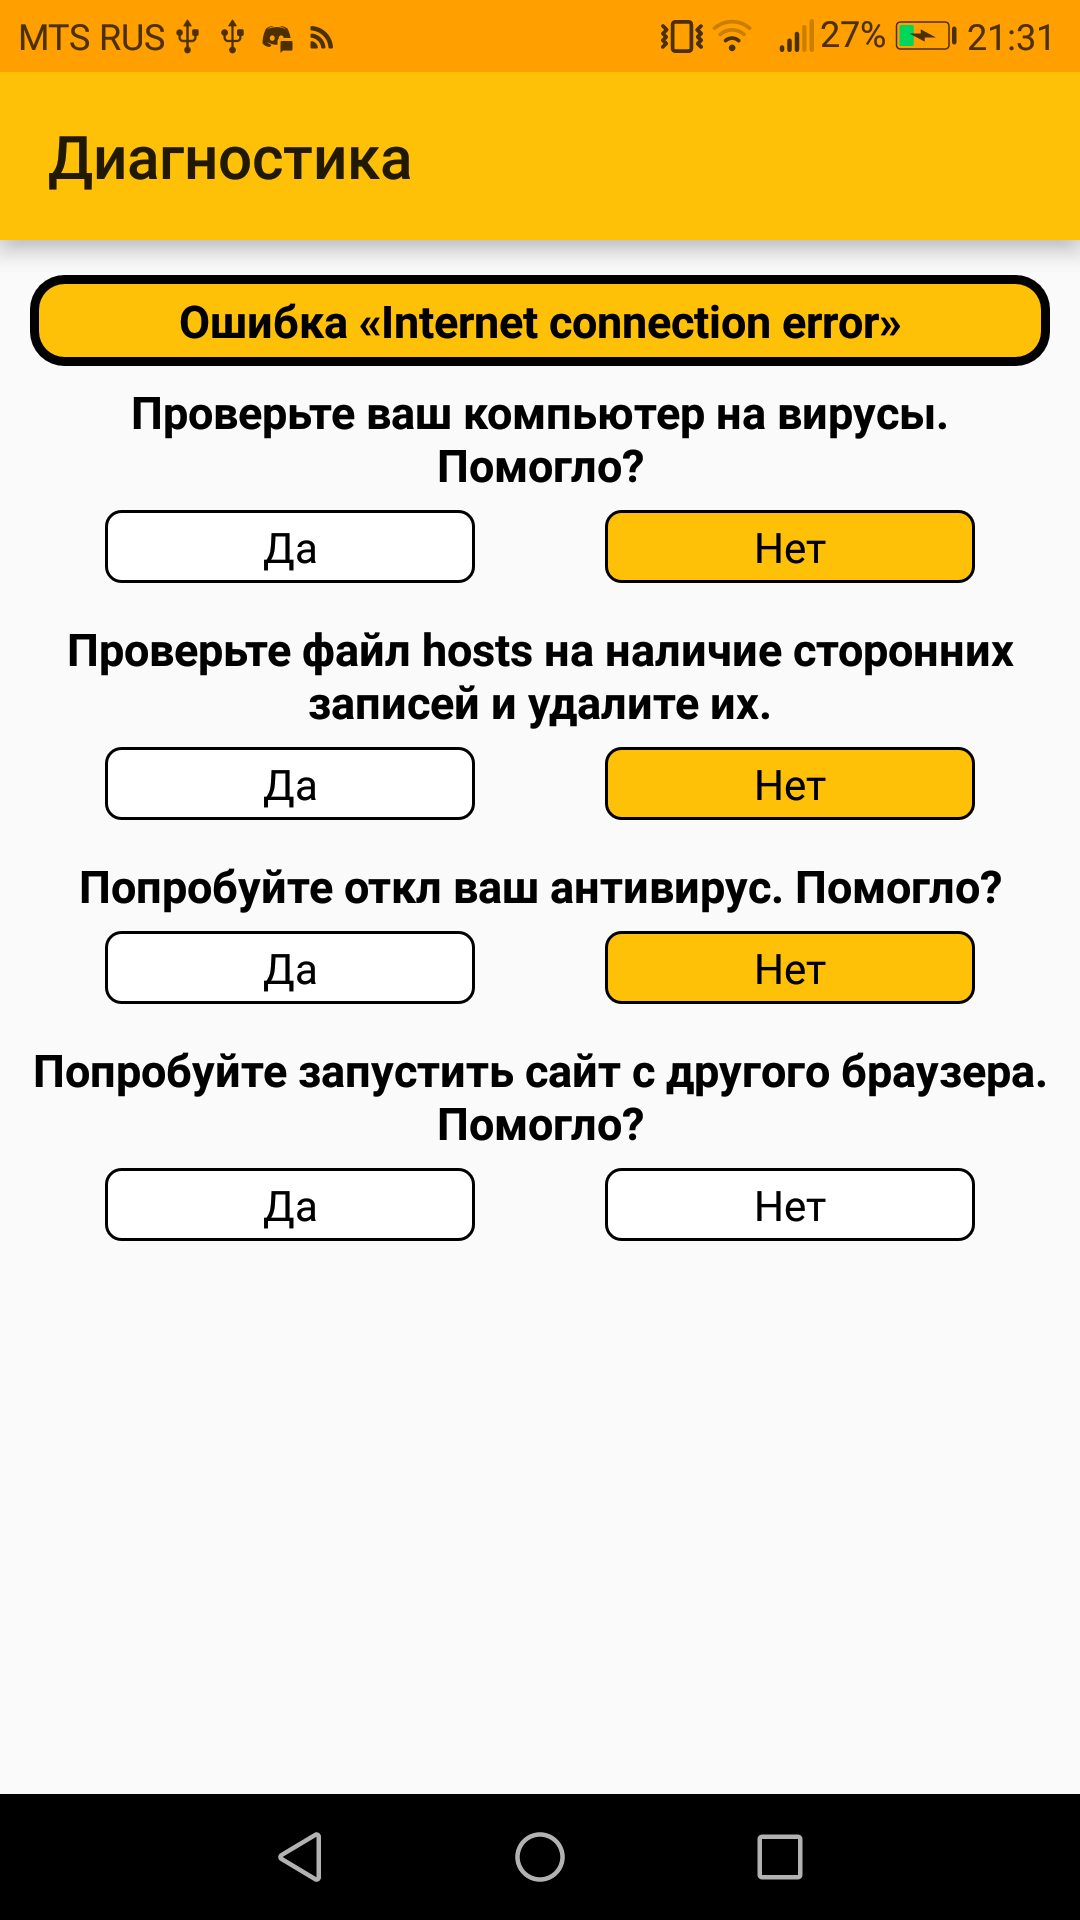 MTS RUS 27% 21:31
Диагностика
Ошибка «Internet connection error»
Проверьте ваш компьютер на вирусы.
Помогло?
Да Нет
Проверьте файл hosts на наличие сторонних
записей и удалите их.
Да Нет
Попробуйте откл ваш антивирус. Помогло?
Да Нет
Попробуйте запустить сайт с другого браузера.
Помогло?
Да Нет